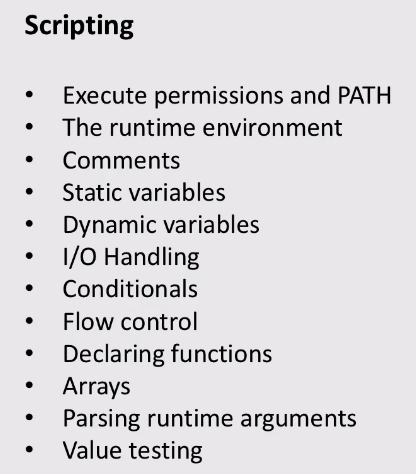 Scripting
• Execute permissions and PATH
• The runtime environment
• Comments
• Static variables
• Dynamic variables
• I/O Handling
• Conditionals
• Flow control
• Declaring functions
• Arrays
• Parsing runtime arguments
• Value testing